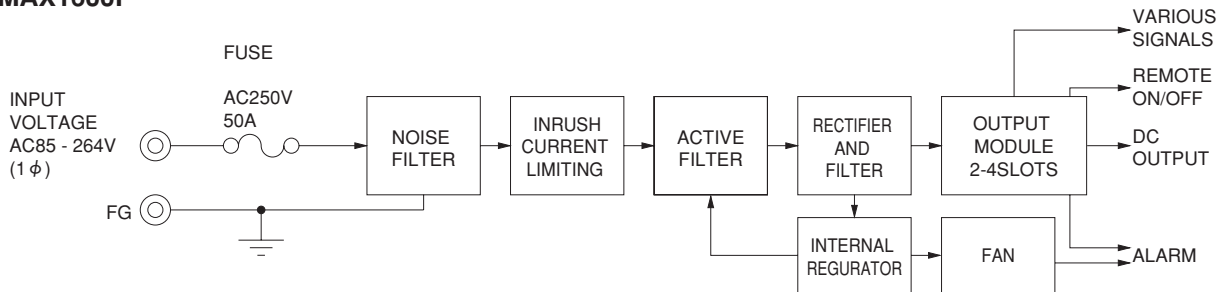 FUSE
AC250V
50A
INPUT
VOLTAGE
AC85 - 264V
(1φ)
FG
NOISE
FILTER
INRUSH
CURRENT
LIMITING
ACTIVE
FILTER
RECTIFIER
AND
FILTER
OUTPUT
MODULE
2-4SLOTS
VARIOUS
SIGNALS
REMOTE
ON/OFF
DC
OUTPUT
INTERNAL
REGURATOR
FAN
ALARM